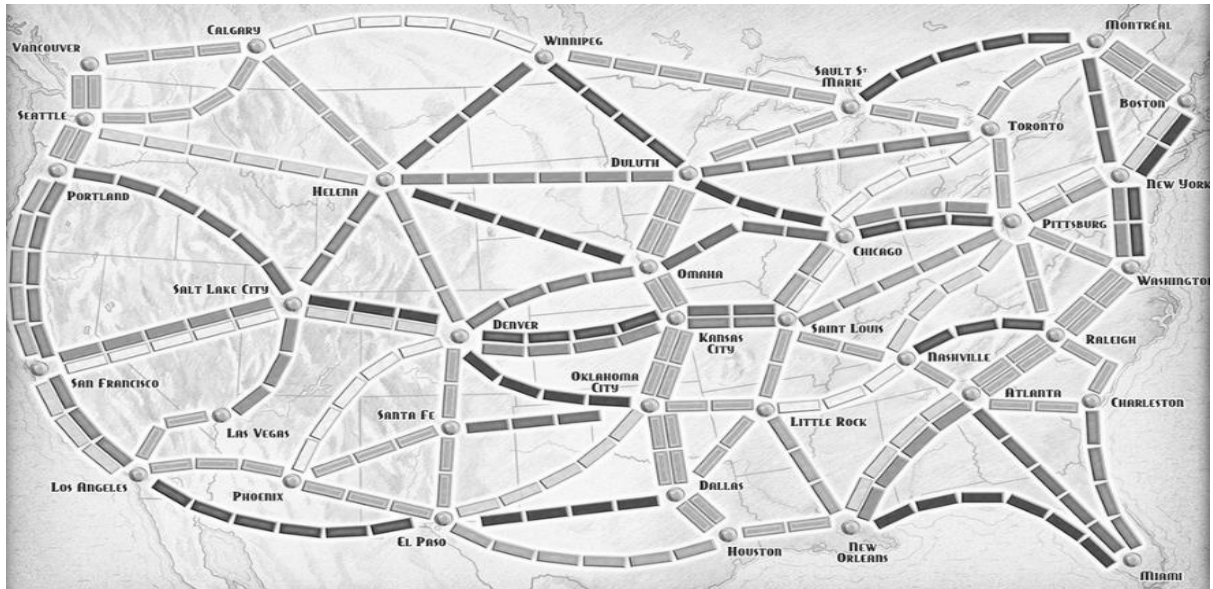 CALGARY
VANCOUVER
WINNIPEG
MONTRÉAL
SAULT ST
MARIE
BOSTON
SEATTLE
TORONTO
DULUTH
HELENA
NEW YORK
PORTLAND
PITTSBURG
CHICAGO
OMAHA
WASHINGTON
SALT LAKE CITY
DENVER
KANSAS
CITY
SAINT LOUIS
NASHVILLE
RALEIGH
SAN FRANCISCO
OKLAHOMA
CITY
ATLANTA
CHARLESTON
SANTA FE
LAS VEGAS
LITTLE ROCK
LOS ANGELES
PHOENIX
DALLAS
EL PASO
HOUSTON
NEW
ORLEANS
MIAMI